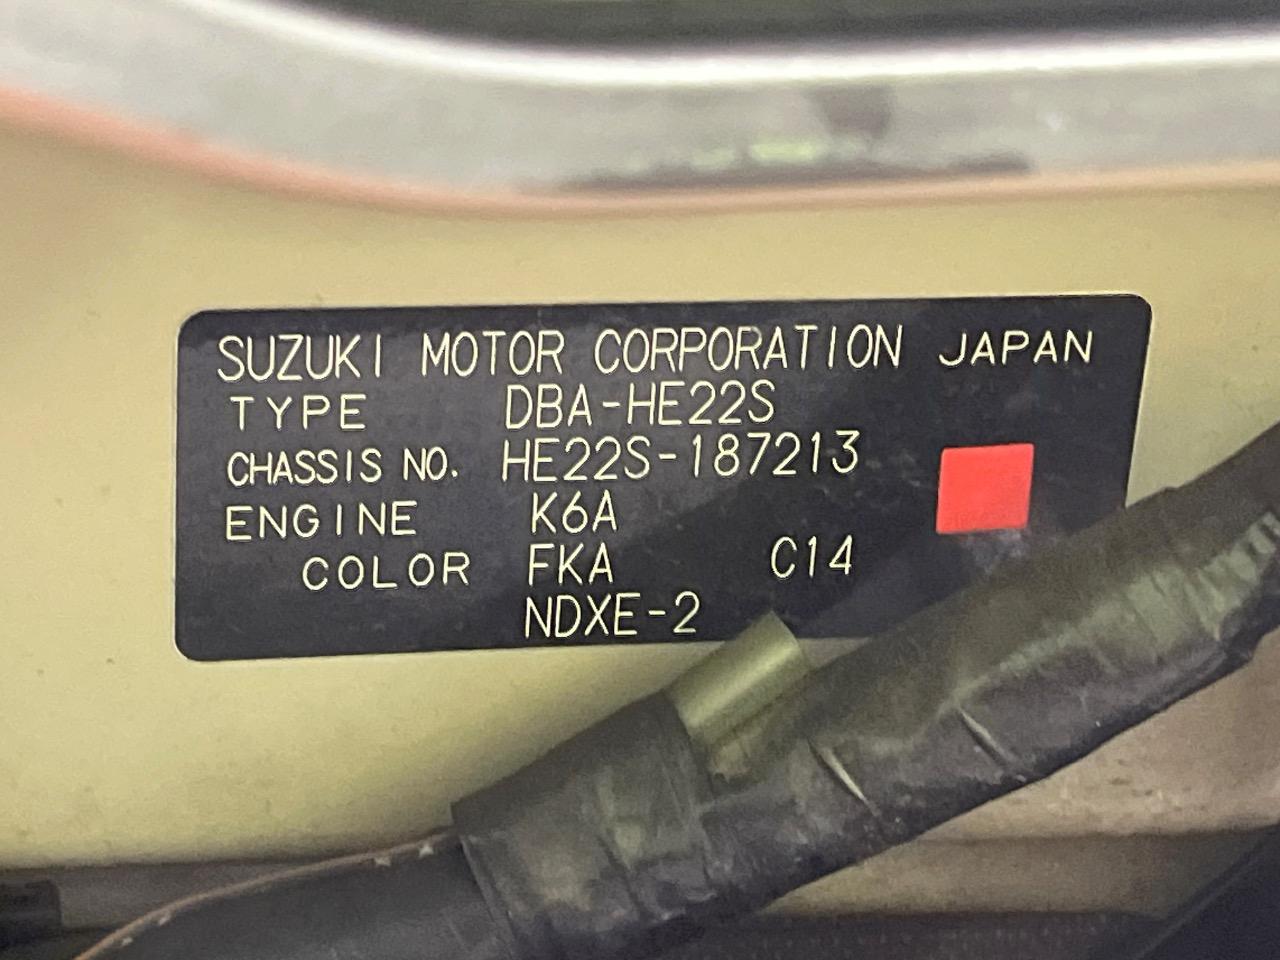 SUZUKI MOTOR CORPORATION JAPAN
TYPE DBA-HE22S
CHASSIS NO. HE22S-187213
ENGINE K6A
COLOR FKA C14
NDXE-2